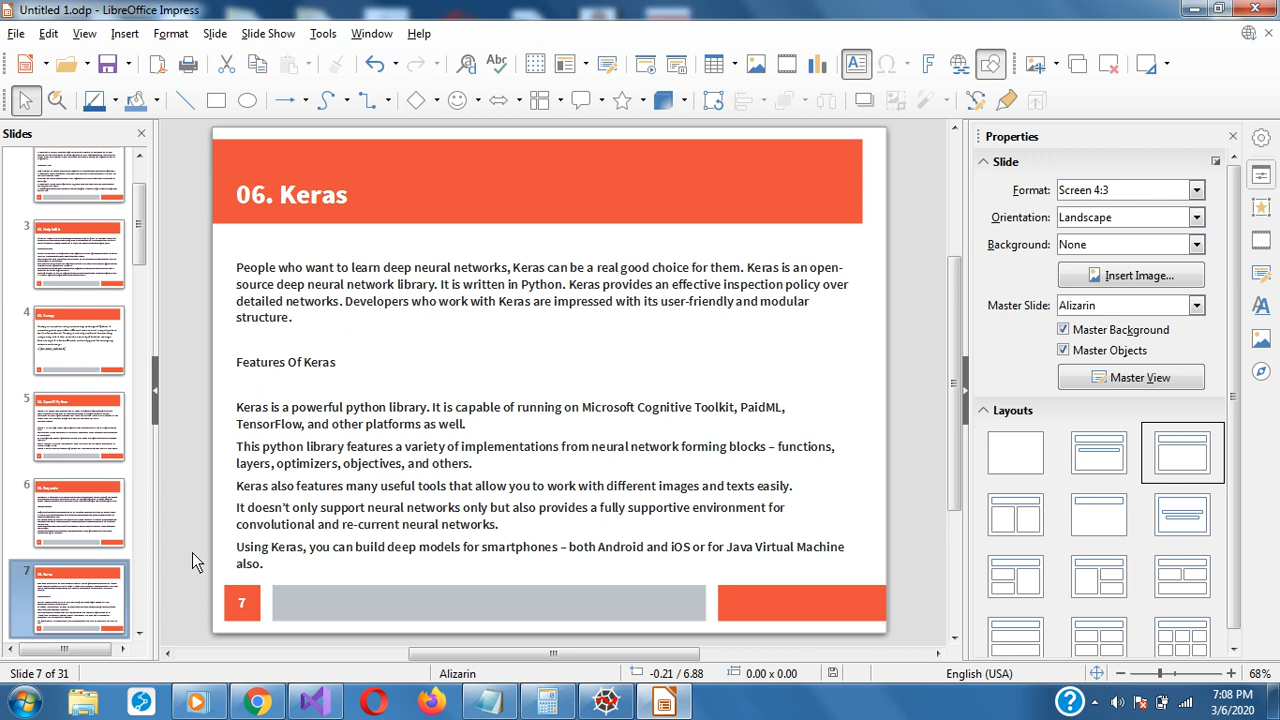 Untitled 1.odp - LibreOffice Impress
File Edit View Insert Format Slide Slide Show Tools Window Help
Slides
3
4
5
6
7
06. Keras
People who want to learn deep neural networks, Keras can be a real good choice for them. Keras is an open-
source deep neural network library. It is written in Python. Keras provides an effective inspection policy over
detailed networks. Developers who work with Keras are impressed with its user-friendly and modular
structure.
Features Of Keras
Keras is a powerful python library. It is capable of running on Microsoft Cognitive Toolkit, PaidML,
TensorFlow, and other platforms as well.
This python library features a variety of implementations from neural network forming blocks – functions,
layers, optimizers, objectives, and others.
Keras also features many useful tools that allow you to work with different images and texts easily.
It doesn't only support neural networks only but also provides a fully supportive environment for
convolutional and re-current neural networks.
Using Keras, you can build deep models for smartphones – both Android and iOS or for Java Virtual Machine
also.
7
Properties
Slide
Format: Screen 4:3
Orientation: Landscape
Background: None
Insert Image...
Master Slide: Alizarin
Master Background
Master Objects
Master View
Layouts
Slide 7 of 31
Alizarin
-0.21 / 6.88
0.00 x 0.00
English (USA)
68%
7:08 PM
3/6/2020